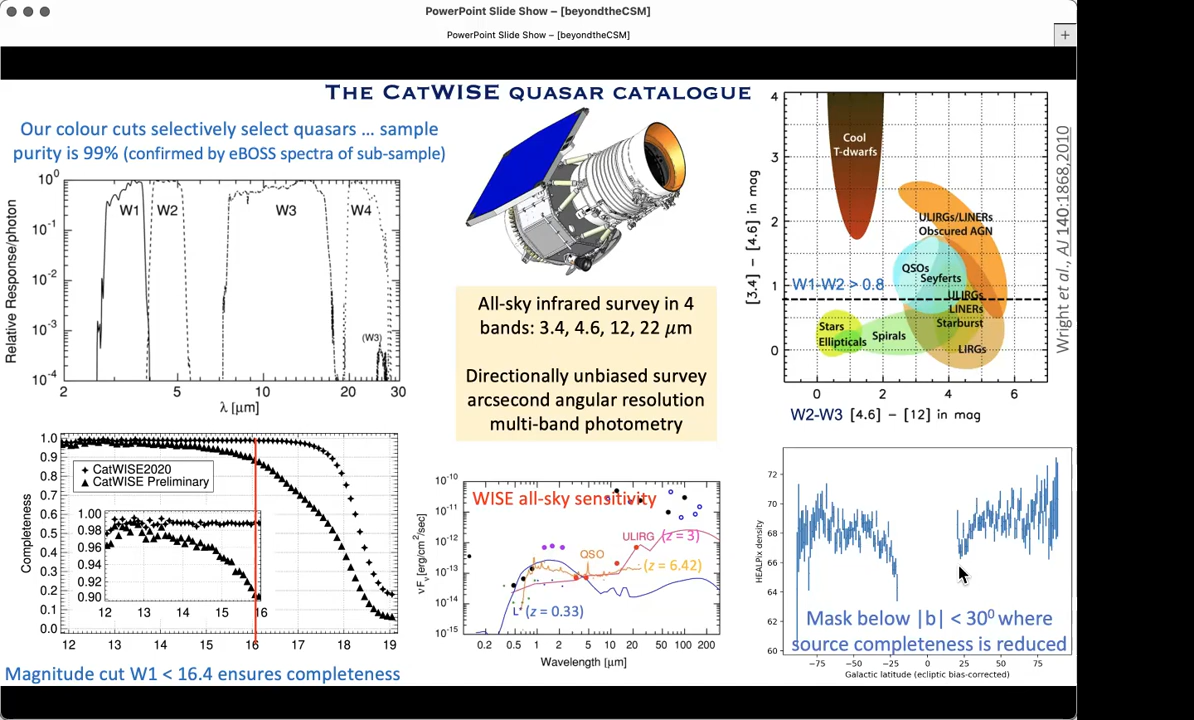 PowerPoint Slide Show – [beyondtheCSM]
PowerPoint Slide Show – [beyondtheCSM]
+
THE CATWISE QUASAR CATALOGUE
Our colour cuts selectively select quasars ... sample
purity is 99% (confirmed by eBOSS spectra of sub-sample)
Relative Response/photon
10^0
10^-1
10^-2
10^-3
10^-4
W1
W2
W3
W4
(W3)
2
5
10
20
30
λ [μm]
All-sky infrared survey in 4
bands: 3.4, 4.6, 12, 22 μm
Directionally unbiased survey
arcsecond angular resolution
multi-band photometry
[3.4] – [4.6] in mag
4
3
2
1
0
Cool
T-dwarfs
ULIRGs/LINERs
Obscured AGN
QSOs
Seyferts
W1-W2 > 0.8
ULIRGs
LINERs
Starburst
Stars
Ellipticals
Spirals
LIRGs
0
2
4
6
W2-W3 [4.6] – [12] in mag
Wright et al., AJ 140:1868,2010
Completeness
1.0
0.9
0.8
0.7
0.6
0.5
0.4
0.3
0.2
0.1
0.0
CatWISE2020
CatWISE Preliminary
1.00
0.98
0.96
0.94
0.92
0.90
12
13
14
15
16
12
13
14
15
16
17
18
19
Magnitude cut W1 < 16.4 ensures completeness
νFν [erg/cm²/sec]
10^-10
10^-11
10^-12
10^-13
10^-14
10^-15
WISE all-sky sensitivity
ULIRG (z = 3)
QSO
(z = 6.42)
L* (z = 0.33)
0.2
0.5
1
2
5
10
20
50
100
200
Wavelength [μm]
HEALPix density
72
70
68
66
64
62
60
Mask below |b| < 30⁰ where
source completeness is reduced
−75
−50
−25
0
25
50
75
Galactic latitude (ecliptic bias-corrected)